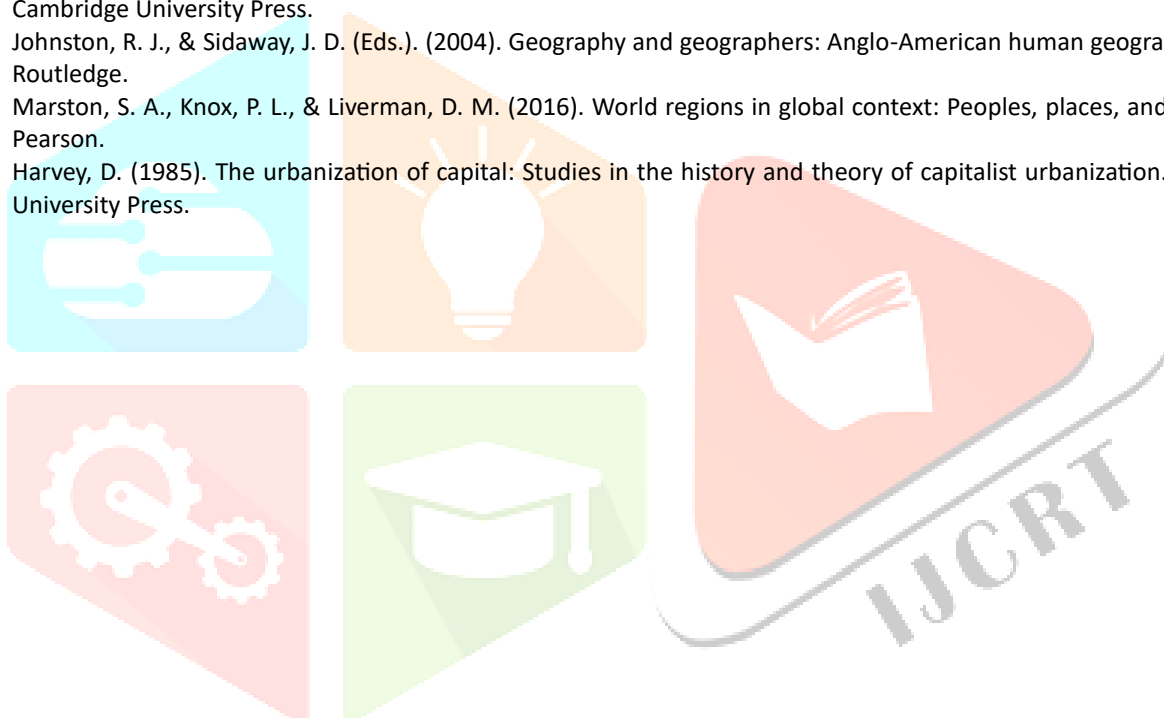 Cambridge University Press.
Johnston, R. J., & Sidaway, J. D. (Eds.). (2004). Geography and geographers: Anglo-American human geogra
Routledge.
Marston, S. A., Knox, P. L., & Liverman, D. M. (2016). World regions in global context: Peoples, places, and
Pearson.
Harvey, D. (1985). The urbanization of capital: Studies in the history and theory of capitalist urbanization.
University Press.
IJCRT